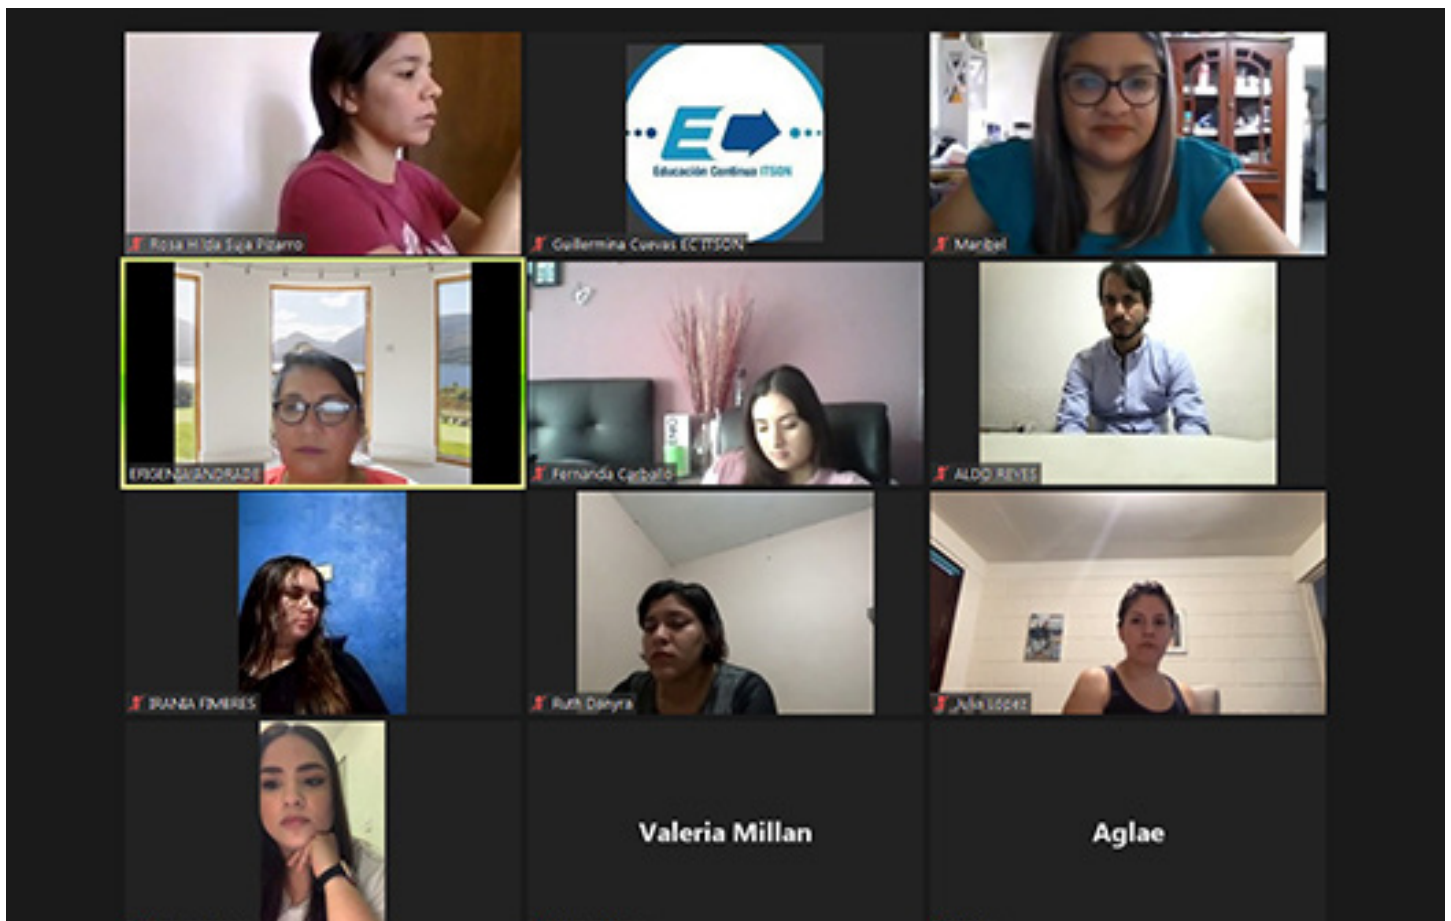 EC
Educación Continua ITSON
Rosa Hilda Suja Pizarro
Guillermina Cuevas EC ITSON
Maribel
EFIGENIA ANDRADE
Fernanda Carballo
ALDO REYES
IRANIA FIMBRES
Ruth Danyra
Julia López
Valeria Millan
Aglae